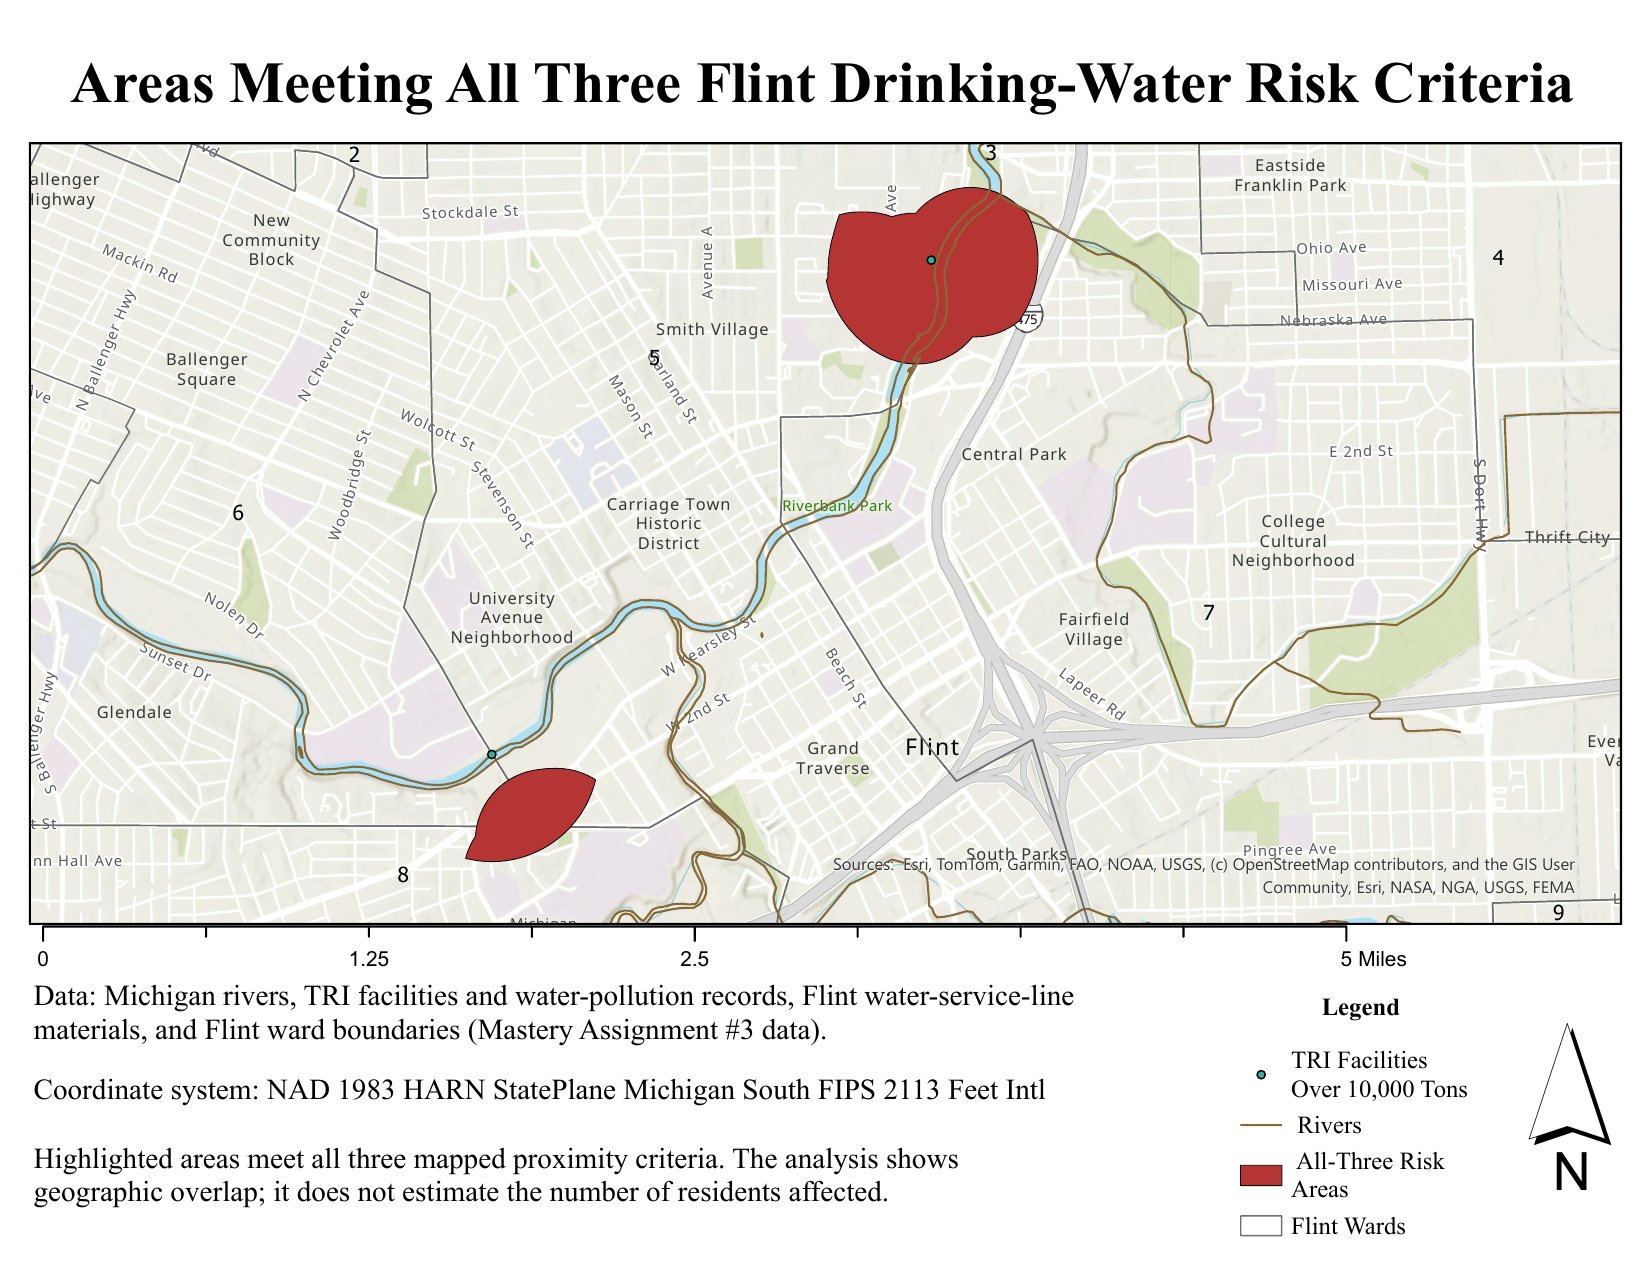 Areas Meeting All Three Flint Drinking-Water Risk Criteria
2
3
Eastside
Franklin Park
New
Community
Block
Stockdale St
Ave
Mackin Rd
Avenue A
Ohio Ave
4
Missouri Ave
Nebraska Ave
475
N Ballenger Hwy
N Chevrolet Ave
Smith Village
5
Garland St
Ballenger
Square
Mason St
Ave
Wolcott St
Woodbridge St
Stevenson St
Central Park
E 2nd St
S Dort Hwy
6
Carriage Town
Historic
District
Riverbank Park
College
Cultural
Neighborhood
Thrift City
University
Avenue
Neighborhood
Nolen Dr
Sunset Dr
W Kearsley St
Fairfield
Village
7
Beach St
Lapeer Rd
S Ballenger Hwy
Glendale
W 2nd St
Grand
Traverse
Flint
8
South Parks
Pingree Ave
Sources: Esri, TomTom, Garmin, FAO, NOAA, USGS, (c) OpenStreetMap contributors, and the GIS User
Community, Esri, NASA, NGA, USGS, FEMA
9
0 1.25 2.5 5 Miles
Data: Michigan rivers, TRI facilities and water-pollution records, Flint water-service-line
materials, and Flint ward boundaries (Mastery Assignment #3 data).
Coordinate system: NAD 1983 HARN StatePlane Michigan South FIPS 2113 Feet Intl
Highlighted areas meet all three mapped proximity criteria. The analysis shows
geographic overlap; it does not estimate the number of residents affected.
Legend
TRI Facilities
Over 10,000 Tons
Rivers
All-Three Risk
Areas
Flint Wards
N